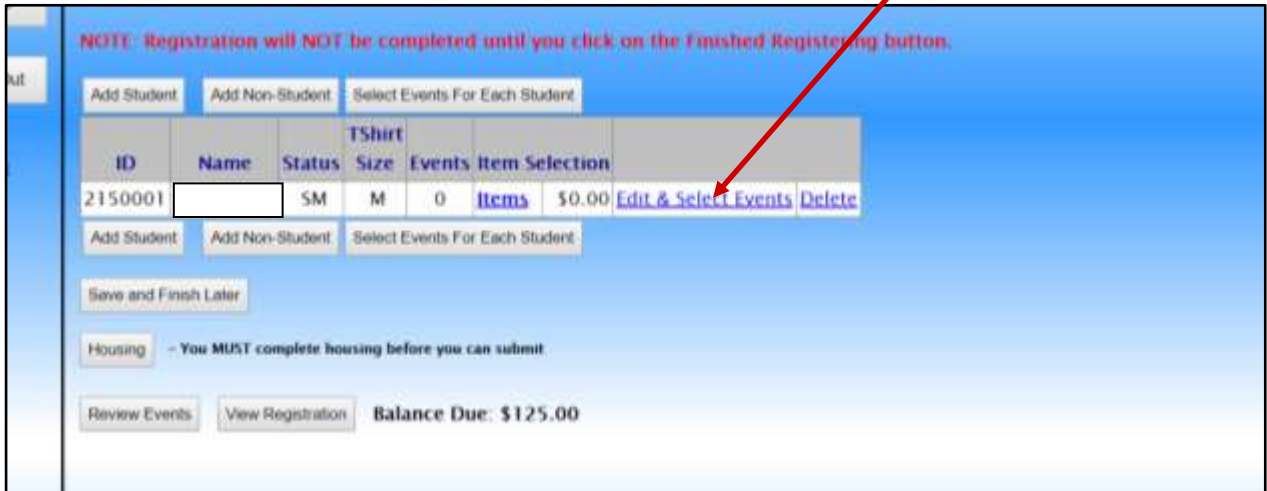 NOTE: Registration will NOT be completed until you click on the Finished Registering button.
ut
Add Student Add Non-Student Select Events For Each Student
ID Name Status TShirt Size Events Item Selection
2150001 SM M 0 Items $0.00 Edit & Select Events Delete
Add Student Add Non-Student Select Events For Each Student
Save and Finish Later
Housing - You MUST complete housing before you can submit
Review Events View Registration Balance Due: $125.00